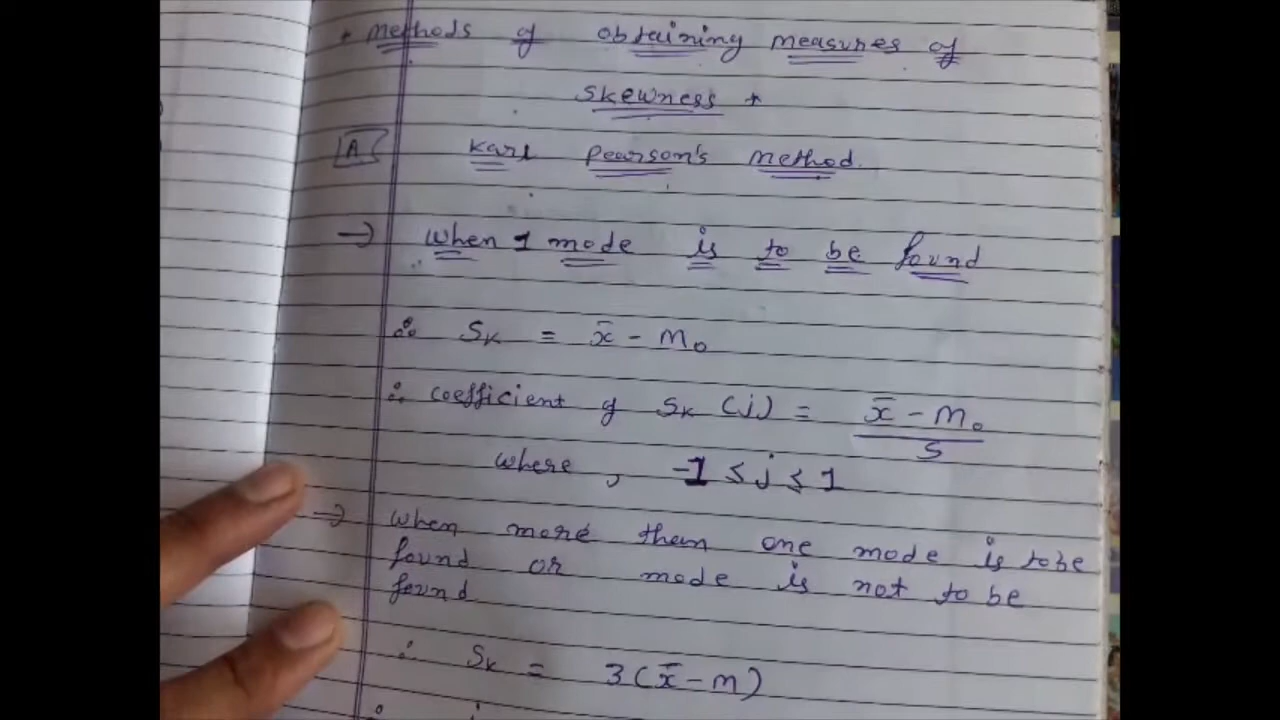 * methods of obtaining measures of
skewness *
A Karl Pearson's method.
→ when 1 mode is to be found
∴ Sk = x̄ - Mo
∴ coefficient of Sk (j) = x̄ - Mo / S
where, -1 ≤ j ≤ 1
→ when more than one mode is to be
found or mode is not to be
found
∴ Sk = 3(x̄ - M)